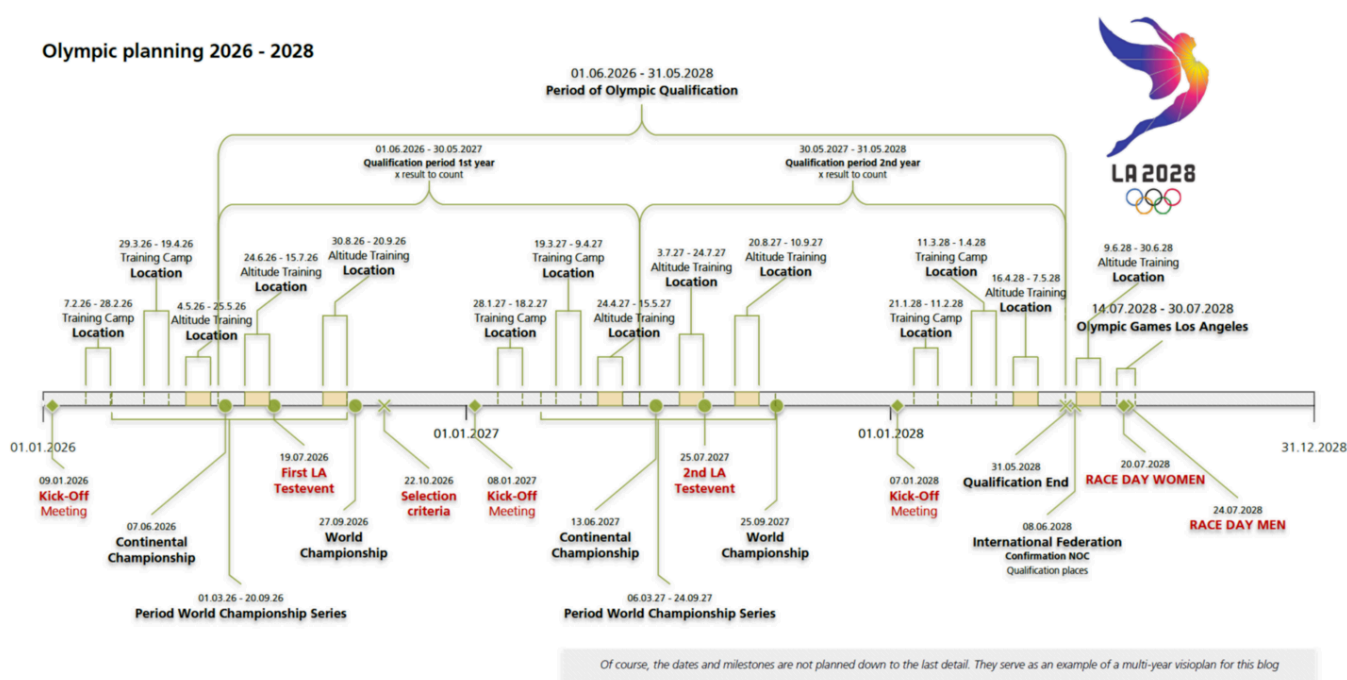 Olympic planning 2026 - 2028
LA 2028
01.06.2026 - 31.05.2028
Period of Olympic Qualification
01.06.2026 - 30.05.2027
Qualification period 1st year
x result to count
30.05.2027 - 31.05.2028
Qualification period 2nd year
x result to count
7.2.26 - 28.2.26
Training Camp
Location
29.3.26 - 19.4.26
Training Camp
Location
4.5.26 - 25.5.26
Altitude Training
Location
24.6.26 - 15.7.26
Altitude Training
Location
30.8.26 - 20.9.26
Altitude Training
Location
28.1.27 - 18.2.27
Training Camp
Location
19.3.27 - 9.4.27
Training Camp
Location
24.4.27 - 15.5.27
Altitude Training
Location
3.7.27 - 24.7.27
Altitude Training
Location
20.8.27 - 10.9.27
Altitude Training
Location
21.1.28 - 11.2.28
Training Camp
Location
11.3.28 - 1.4.28
Training Camp
Location
16.4.28 - 7.5.28
Altitude Training
Location
9.6.28 - 30.6.28
Altitude Training
Location
14.07.2028 - 30.07.2028
Olympic Games Los Angeles
01.01.2026
01.01.2027
01.01.2028
31.12.2028
09.01.2026
Kick-Off
Meeting
07.06.2026
Continental
Championship
19.07.2026
First LA
Testevent
27.09.2026
World
Championship
22.10.2026
Selection
criteria
01.03.26 - 20.09.26
Period World Championship Series
08.01.2027
Kick-Off
Meeting
13.06.2027
Continental
Championship
25.07.2027
2nd LA
Testevent
25.09.2027
World
Championship
06.03.27 - 24.09.27
Period World Championship Series
07.01.2028
Kick-Off
Meeting
31.05.2028
Qualification End
08.06.2028
International Federation
Confirmation NOC
Qualification places
20.07.2028
RACE DAY WOMEN
24.07.2028
RACE DAY MEN
Of course, the dates and milestones are not planned down to the last detail. They serve as an example of a multi-year visioplan for this blog